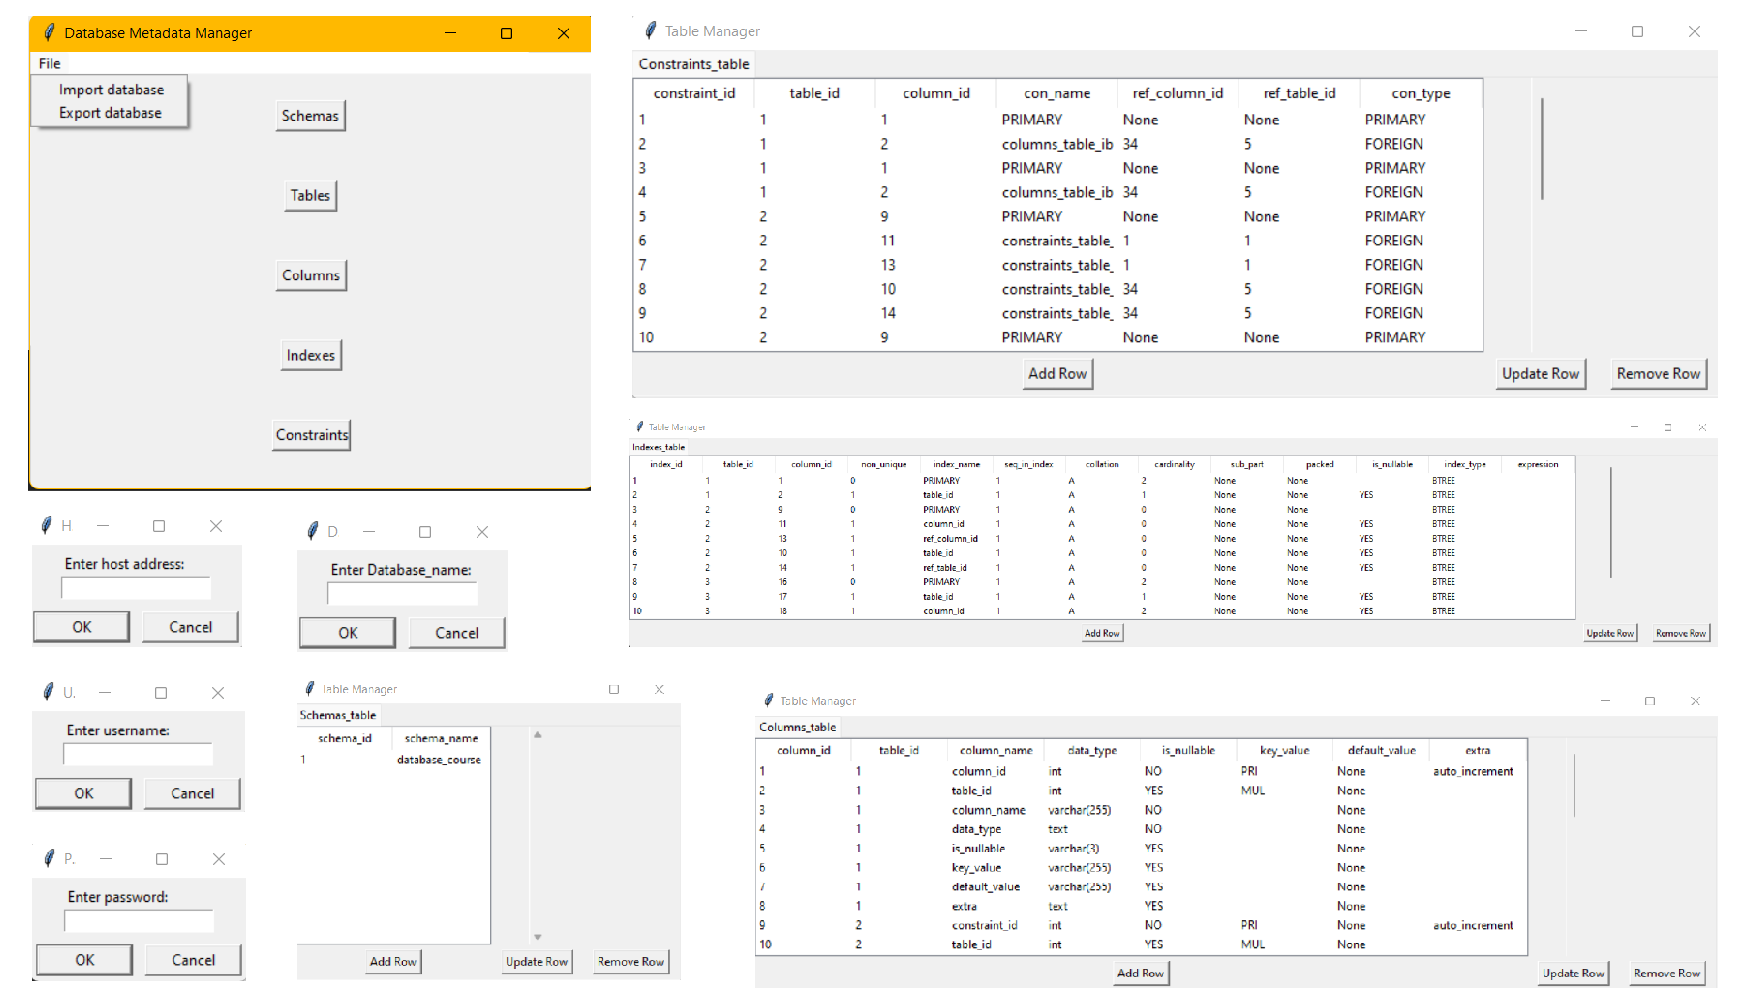 Database Metadata Manager
File
Import database
Export database
Schemas
Tables
Columns
Indexes
Constraints
Table Manager
Constraints_table
constraint_id table_id column_id con_name ref_column_id ref_table_id con_type
1 1 1 PRIMARY None None PRIMARY
2 1 2 columns_table_ib 34 5 FOREIGN
3 1 1 PRIMARY None None PRIMARY
4 1 2 columns_table_ib 34 5 FOREIGN
5 2 9 PRIMARY None None PRIMARY
6 2 11 constraints_table_ 1 1 FOREIGN
7 2 13 constraints_table_ 1 1 FOREIGN
8 2 10 constraints_table_ 34 5 FOREIGN
9 2 14 constraints_table_ 34 5 FOREIGN
10 2 9 PRIMARY None None PRIMARY
Add Row Update Row Remove Row
Table Manager
Indexes_table
index_id table_id column_id non_unique index_name seq_in_index collation cardinality sub_part packed is_nullable index_type expression
1 1 1 0 PRIMARY 1 A 2 None None BTREE
2 1 2 1 table_id 1 A 1 None None YES BTREE
3 2 9 0 PRIMARY 1 A 0 None None BTREE
4 2 11 1 column_id 1 A 0 None None YES BTREE
5 2 13 1 ref_column_id 1 A 0 None None YES BTREE
6 2 10 1 table_id 1 A 0 None None YES BTREE
7 2 14 1 ref_table_id 1 A 0 None None YES BTREE
8 3 16 0 PRIMARY 1 A 2 None None BTREE
9 3 17 1 table_id 1 A 1 None None YES BTREE
10 3 18 1 column_id 1 A 2 None None YES BTREE
Add Row Update Row Remove Row
H
Enter host address:
OK Cancel
D
Enter Database_name:
OK Cancel
U.
Enter username:
OK Cancel
P.
Enter password:
OK Cancel
Table Manager
Schemas_table
schema_id schema_name
1 database_course
Add Row Update Row Remove Row
Table Manager
Columns_table
column_id table_id column_name data_type is_nullable key_value default_value extra
1 1 column_id int NO PRI None auto_increment
2 1 table_id int YES MUL None
3 1 column_name varchar(255) NO None
4 1 data_type text NO None
5 1 is_nullable varchar(3) YES None
6 1 key_value varchar(255) YES None
7 1 default_value varchar(255) YES None
8 1 extra text YES None
9 2 constraint_id int NO PRI None auto_increment
10 2 table_id int YES MUL None
Add Row Update Row Remove Row